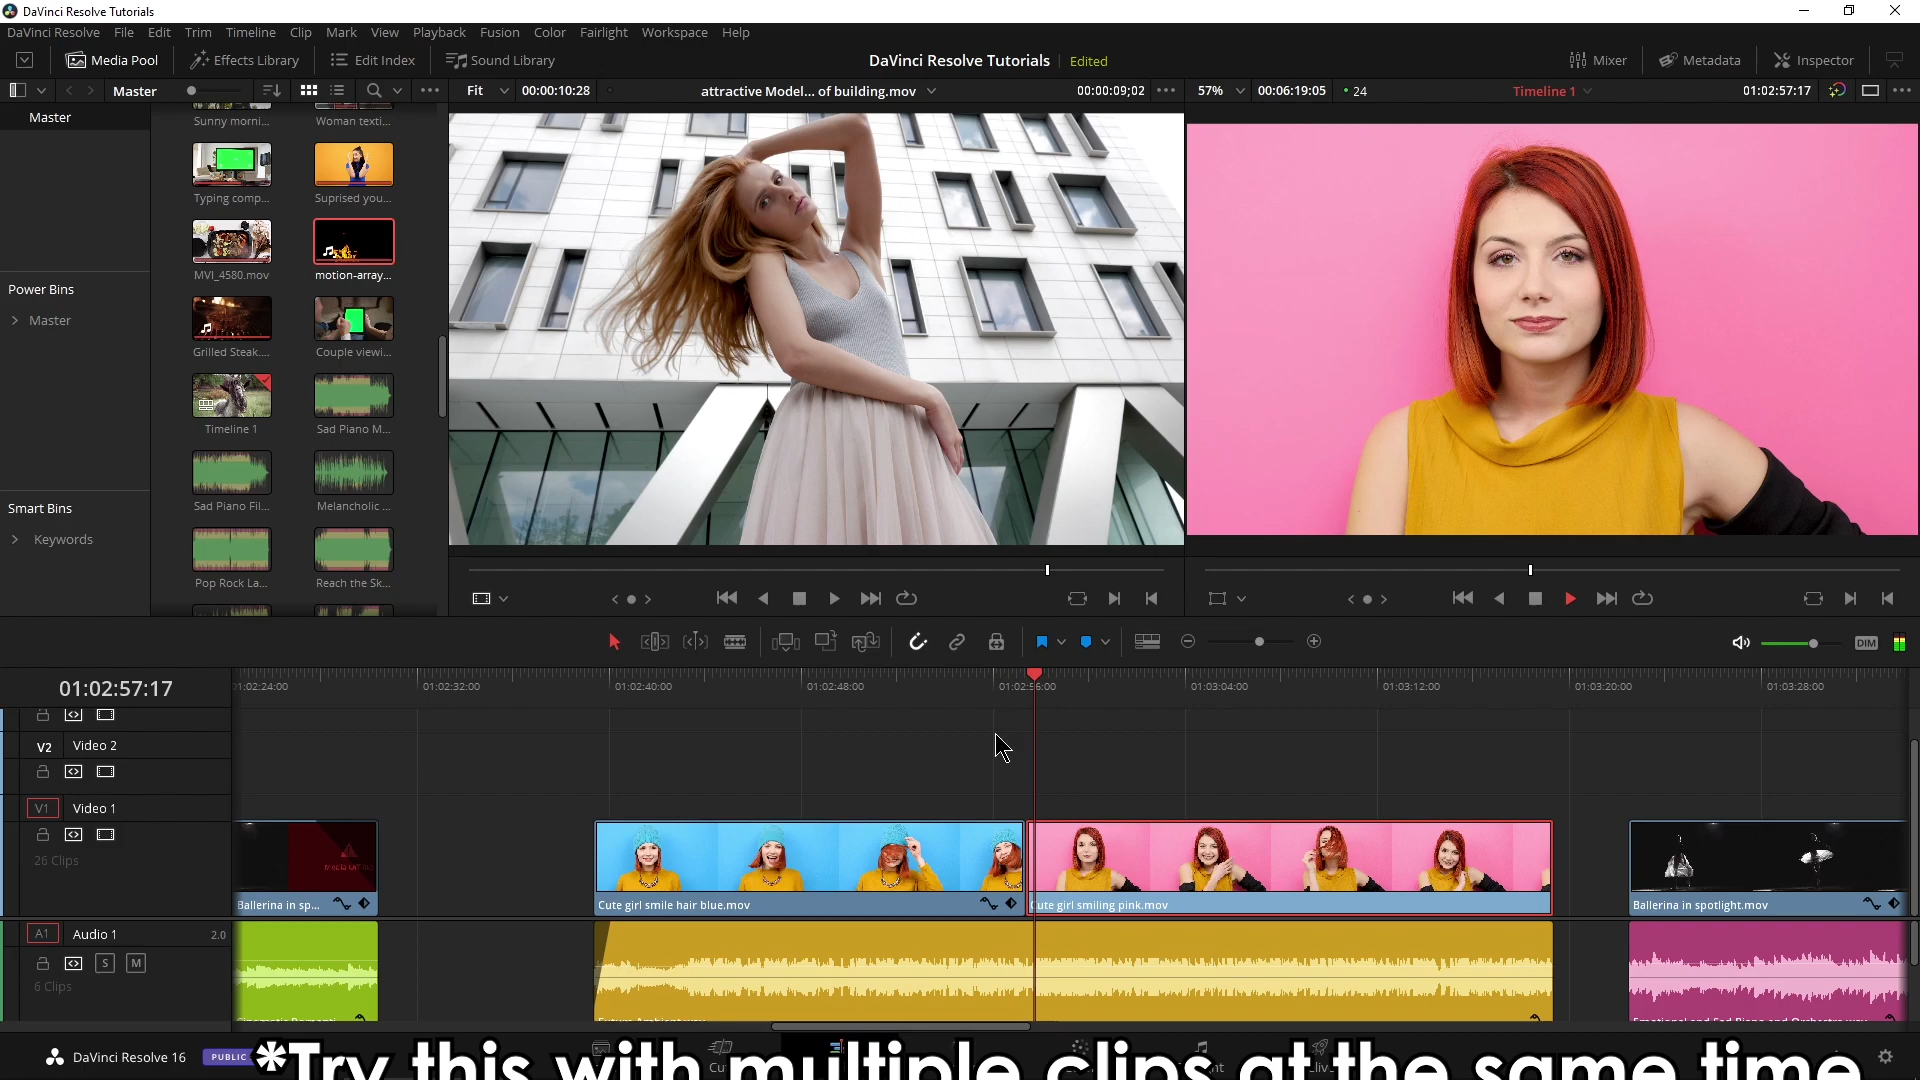 DaVinci Resolve Tutorials
DaVinci Resolve File Edit Trim Timeline Clip Mark View Playback Fusion Color Fairlight Workspace Help
Media Pool Effects Library Edit Index Sound Library DaVinci Resolve Tutorials Edited Mixer Metadata Inspector
Master Fit 00:00:10:28 attractive Model... of building.mov 00:00:09;02 57% 00:06:19:05 24 Timeline 1 01:02:57:17
Master
Sunny morni... Woman texti...
Typing comp... Suprised you...
MVI_4580.mov motion-array...
Power Bins
Master
Grilled Steak.... Couple viewi...
Timeline 1 Sad Piano M...
Sad Piano Fil... Melancholic ...
Smart Bins
Keywords
Pop Rock La... Reach the Sk...
DIM
01:02:57:17
01:02:24:00 01:02:32:00 01:02:40:00 01:02:48:00 01:02:56:00 01:03:04:00 01:03:12:00 01:03:20:00 01:03:28:00
V2 Video 2
V1 Video 1
26 Clips
Ballerina in sp... Cute girl smile hair blue.mov Cute girl smiling pink.mov Ballerina in spotlight.mov
A1 Audio 1 2.0
S M
6 Clips
DaVinci Resolve 16 PUBLIC
*Try this with multiple clips at the same time